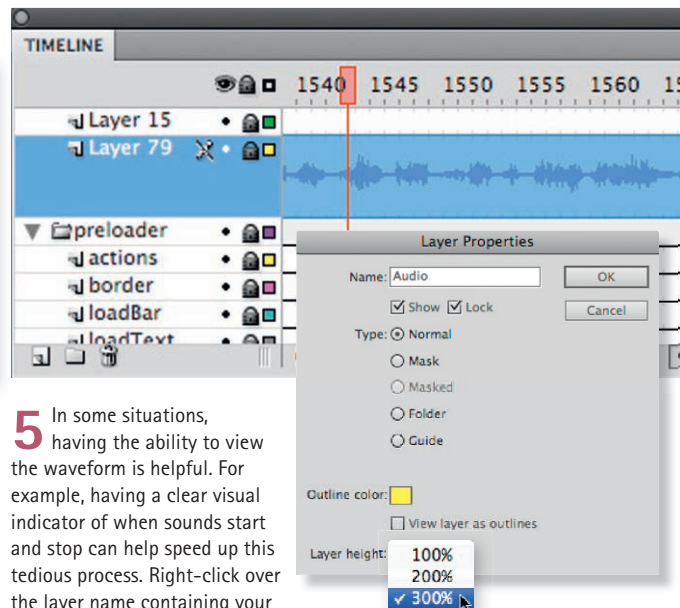 TIMELINE
1540 1545 1550 1555 1560
Layer 15
Layer 79
preloader
actions
border
loadBar
loadText
Layer Properties
Name: Audio
OK
Show Lock
Cancel
Type: Normal
Mask
Masked
Folder
Guide
Outline color:
View layer as outlines
Layer height: 100%
200%
300%
5 In some situations,
having the ability to view
the waveform is helpful. For
example, having a clear visual
indicator of when sounds start
and stop can help speed up this
tedious process. Right-click over
the layer name containing your